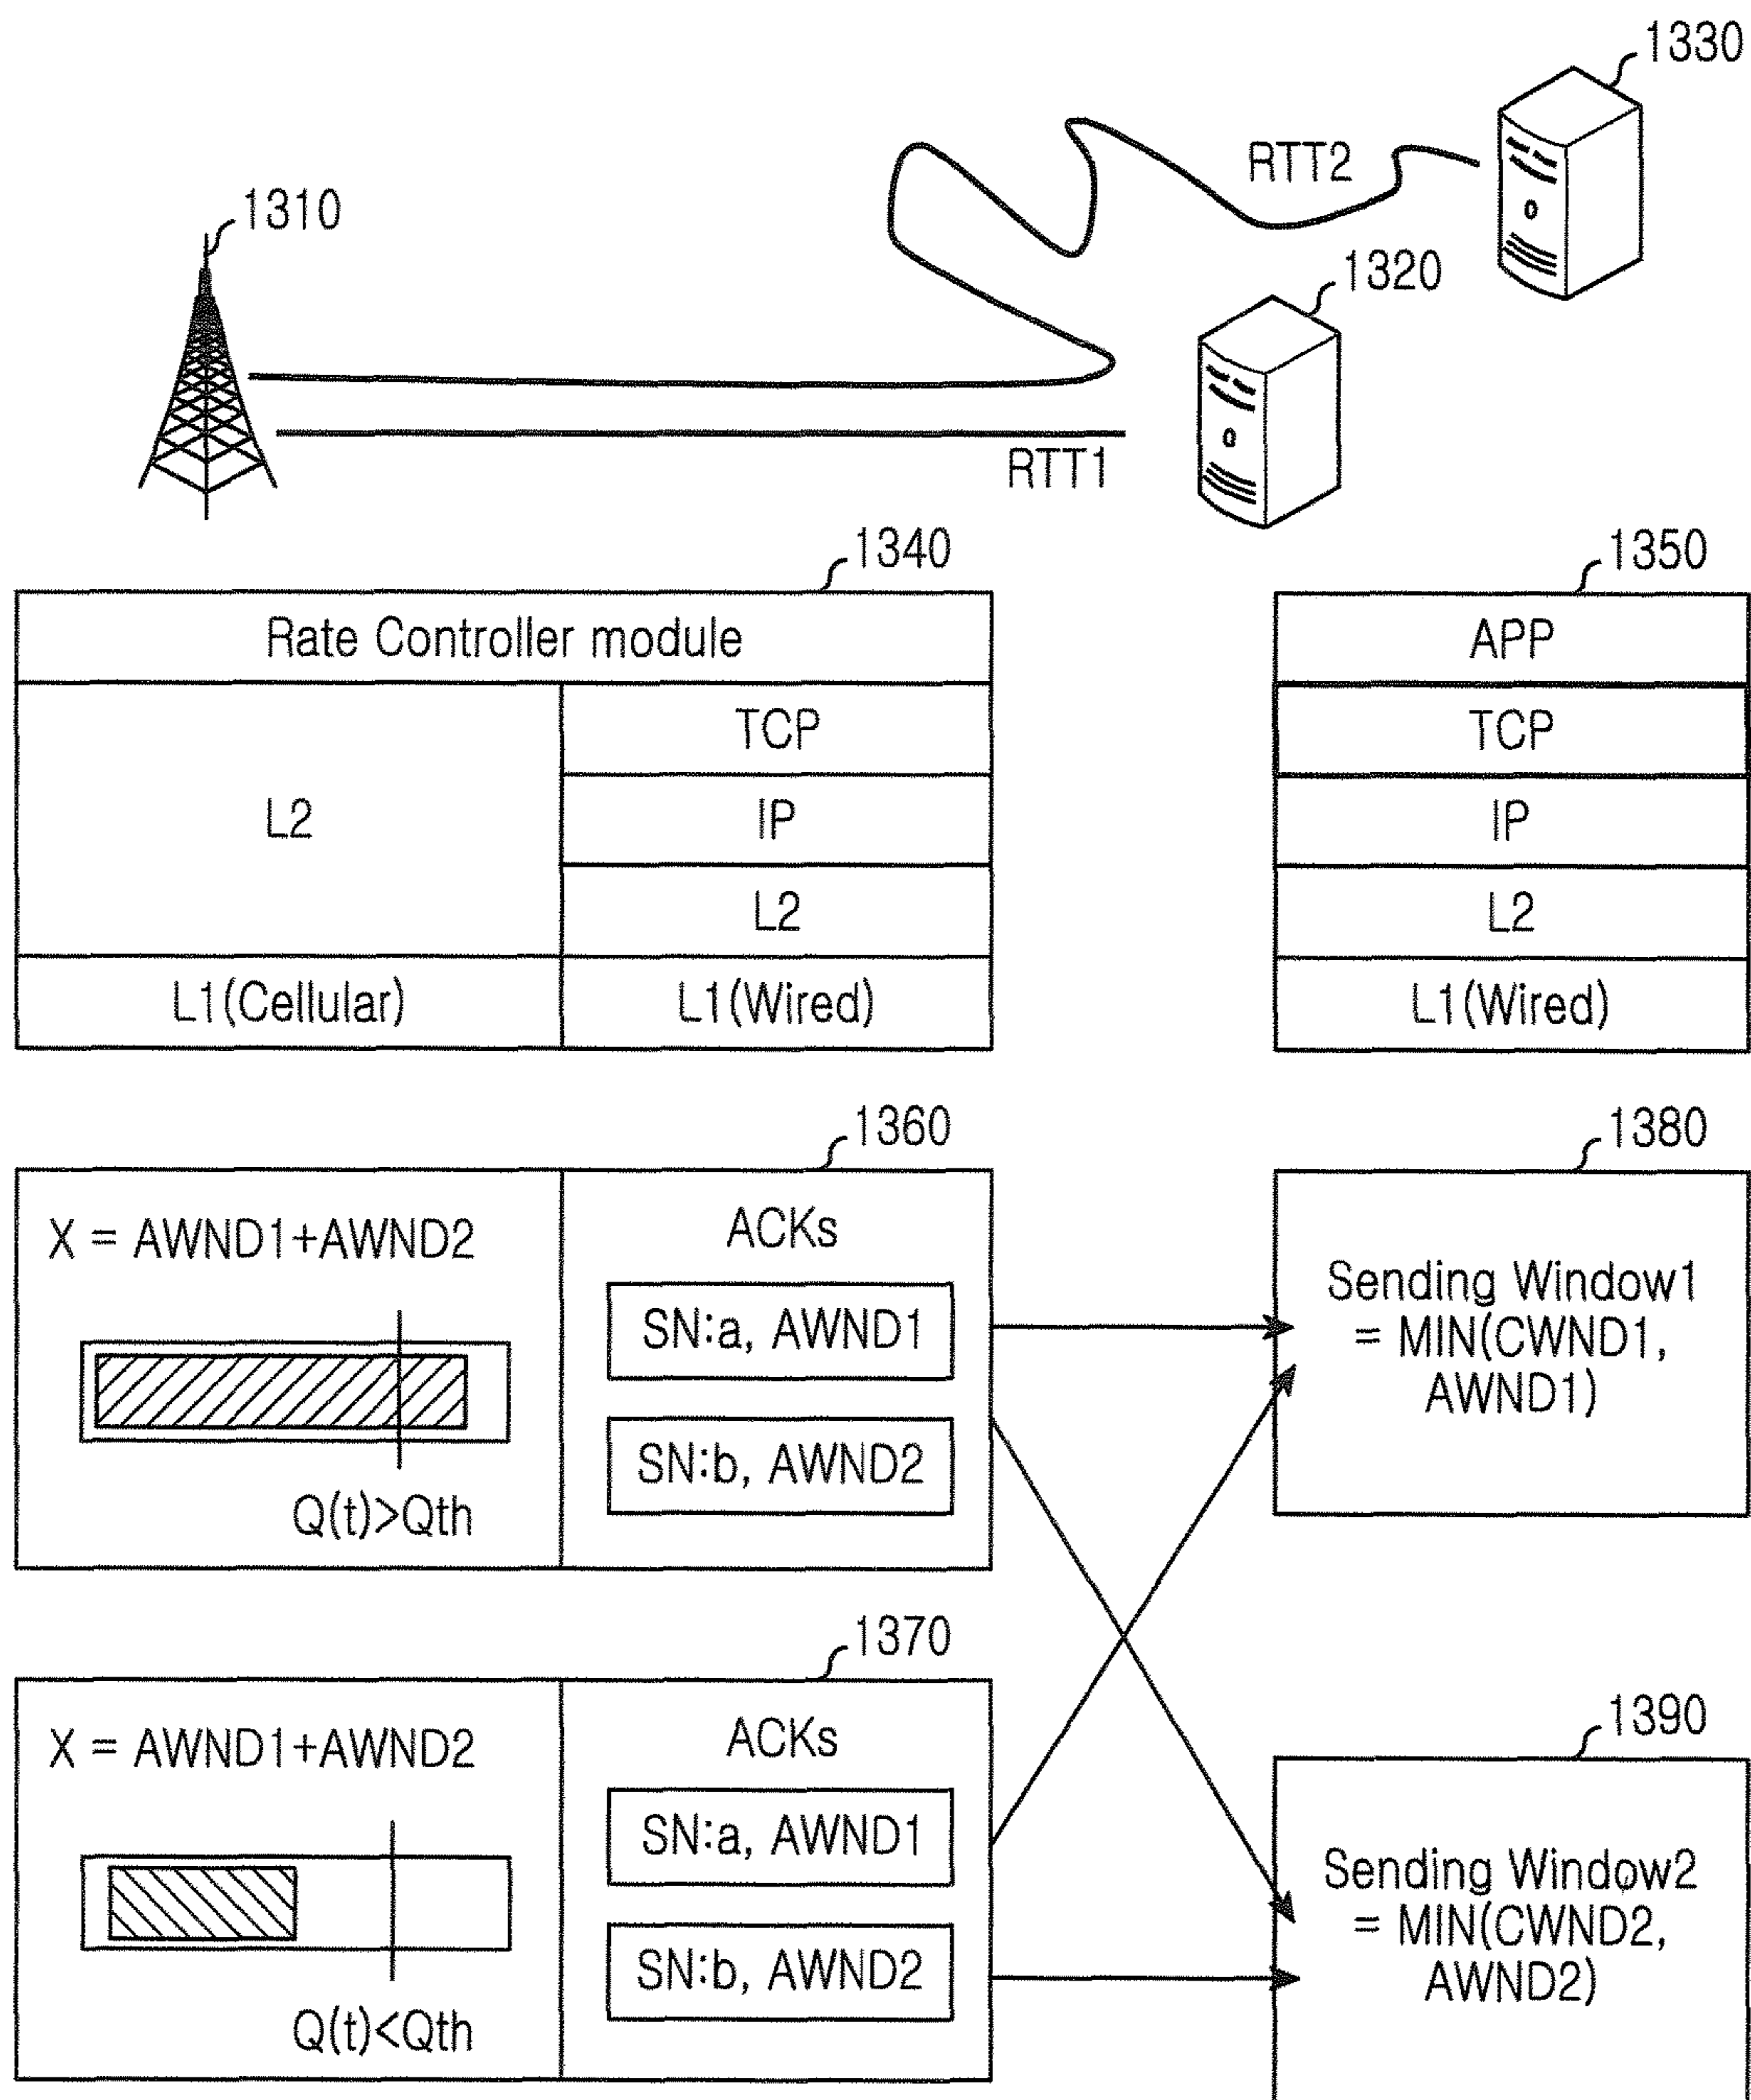 1330
RTT2
1310
1320
RTT1
1340
1350
Rate Controller module
APP
TCP
TCP
L2
IP
IP
L2
L2
L1(Cellular)
L1(Wired)
L1(Wired)
1360
1380
X = AWND1+AWND2
ACKs
SN:a, AWND1
SN:b, AWND2
Q(t)>Qth
Sending Window1
= MIN(CWND1,
AWND1)
1370
1390
X = AWND1+AWND2
ACKs
SN:a, AWND1
SN:b, AWND2
Q(t)<Qth
Sending Window2
= MIN(CWND2,
AWND2)